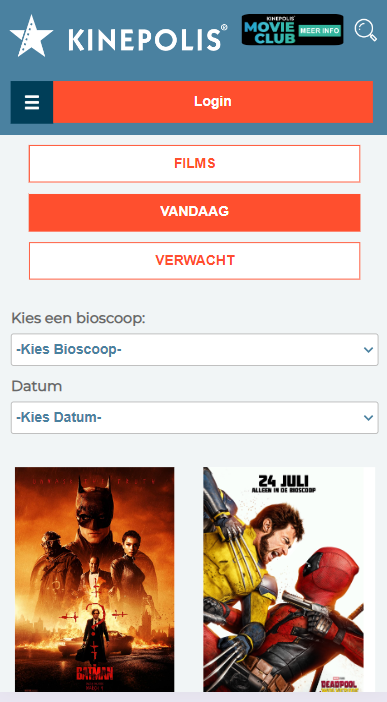 KINEPOLIS®
KINEPOLIS
MOVIE
CLUB
MEER INFO
Login
FILMS
VANDAAG
VERWACHT
Kies een bioscoop:
-Kies Bioscoop-
Datum
-Kies Datum-
24 JULI
ALLEEN IN DE BIOSCOOP
THE
BATMAN
DEADPOOL